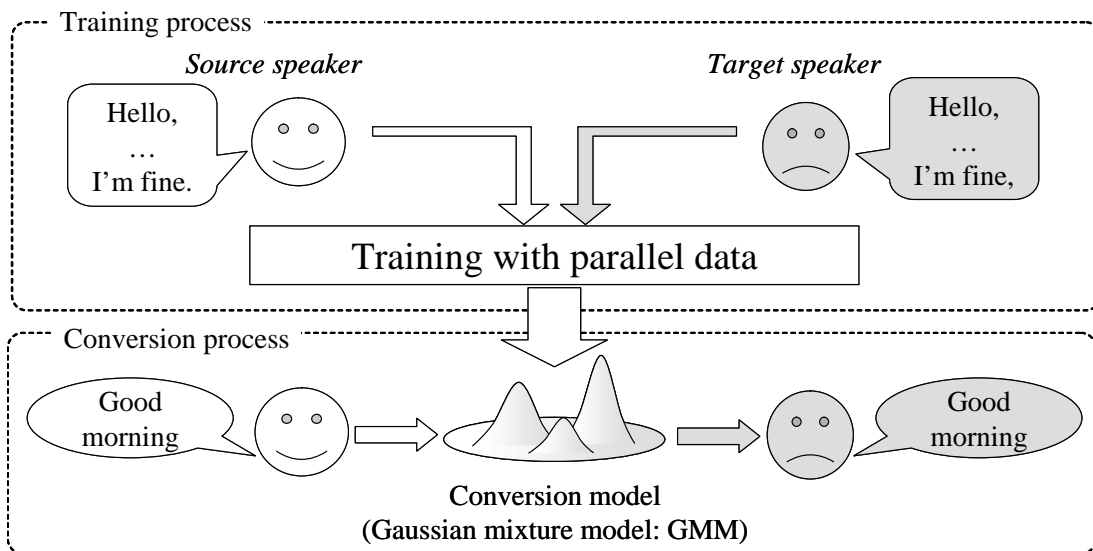 Training process
Source speaker
Target speaker
Hello,
…
I'm fine.
Hello,
…
I'm fine,
Training with parallel data
Conversion process
Good
morning
Good
morning
Conversion model
(Gaussian mixture model: GMM)